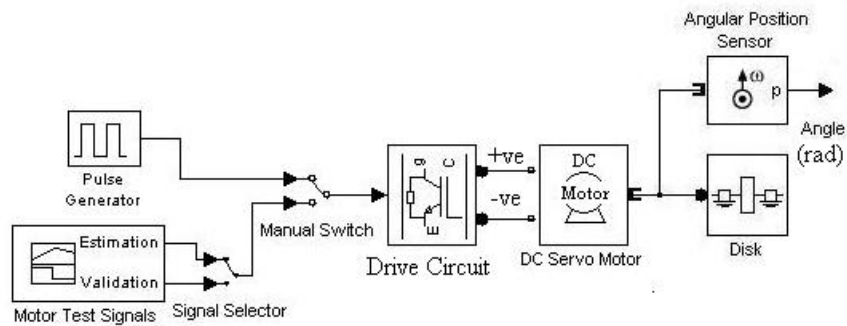 Angular Position
Sensor
ω
p
Angle
(rad)
Pulse
Generator
Manual Switch
g
C
E
Drive Circuit
+ve
-ve
DC
Motor
DC Servo Motor
Disk
Estimation
Validation
Motor Test Signals
Signal Selector